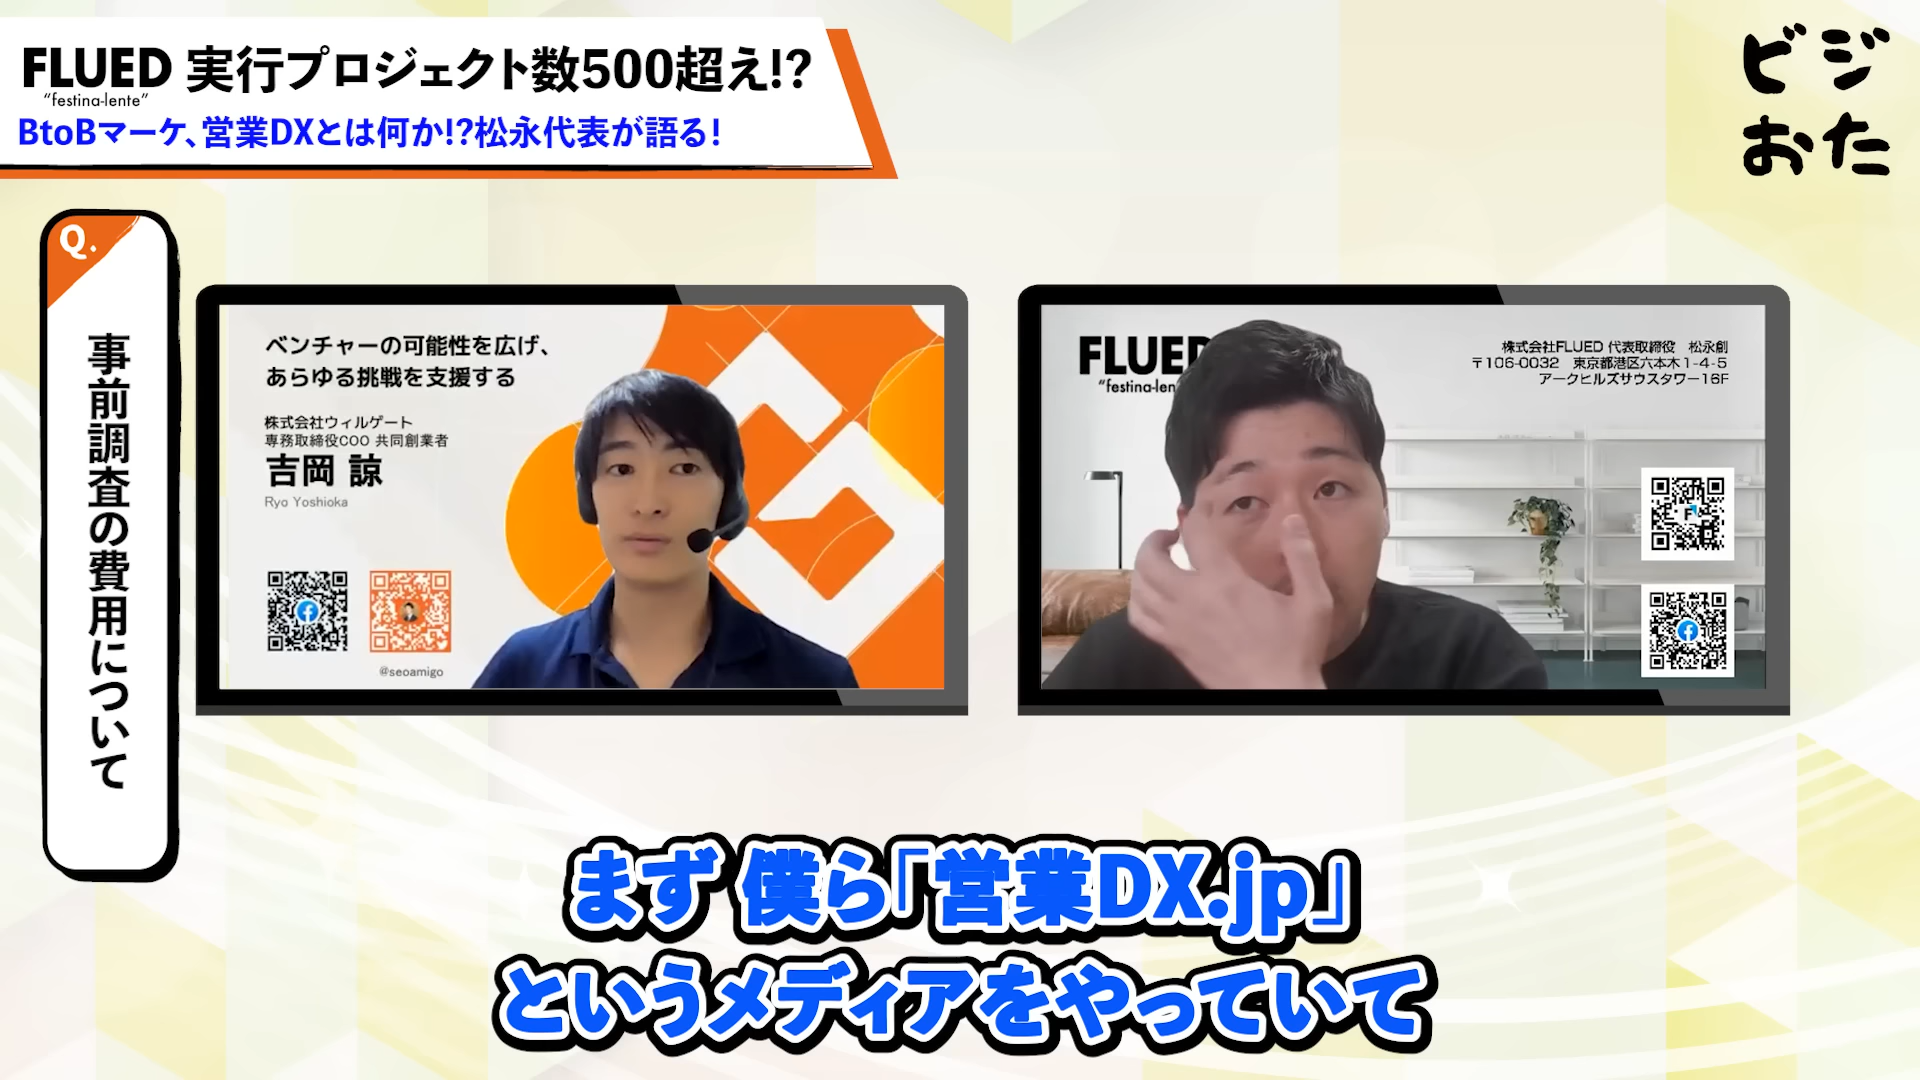 FLUED 実行プロジェクト数500超え!?
"festina-lente"
BtoBマーケ、営業DXとは何か!?松永代表が語る!
ビジ
おた
Q.
事前調査の費用について
ベンチャーの可能性を広げ、
あらゆる挑戦を支援する
株式会社ウィルゲート
専務取締役COO 共同創業者
吉岡 諒
Ryo Yoshioka
@seoamigo
FLUED
"festina-len
株式会社FLUED 代表取締役 松永創
〒106-0032 東京都港区六本木1-4-5
アークヒルズサウスタワー16F
まず 僕ら「営業DX.jp」
というメディアをやっていて